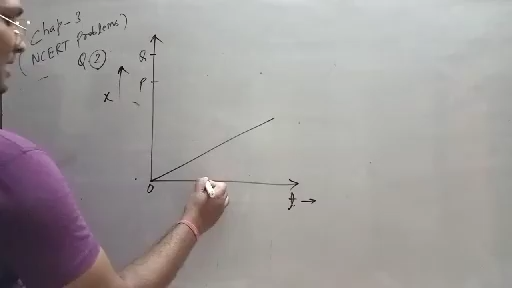 Chap-3
(NCERT Problems)
Q.2
Q
P
x
O
t →